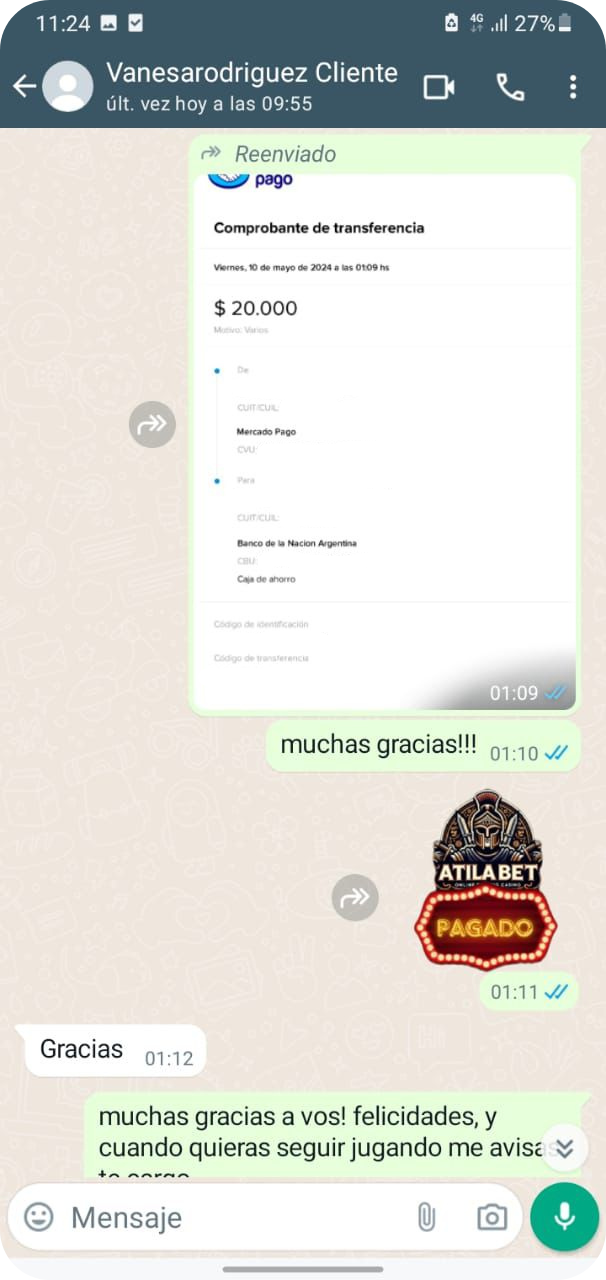 11:24
4G
27%
Vanesarodriguez Cliente
últ. vez hoy a las 09:55
Reenviado
pago
Comprobante de transferencia
Viernes, 10 de mayo de 2024 a las 01:09 hs
$ 20.000
Motivo: Varios
De
CUIT/CUIL:
Mercado Pago
CVU:
Para
CUIT/CUIL:
Banco de la Nacion Argentina
CBU:
Caja de ahorro
Código de identificación
Código de transferencia
01:09
muchas gracias!!! 01:10
ATILABET
PAGADO
01:11
Gracias 01:12
muchas gracias a vos! felicidades, y
cuando quieras seguir jugando me avisas
te cargo
Mensaje